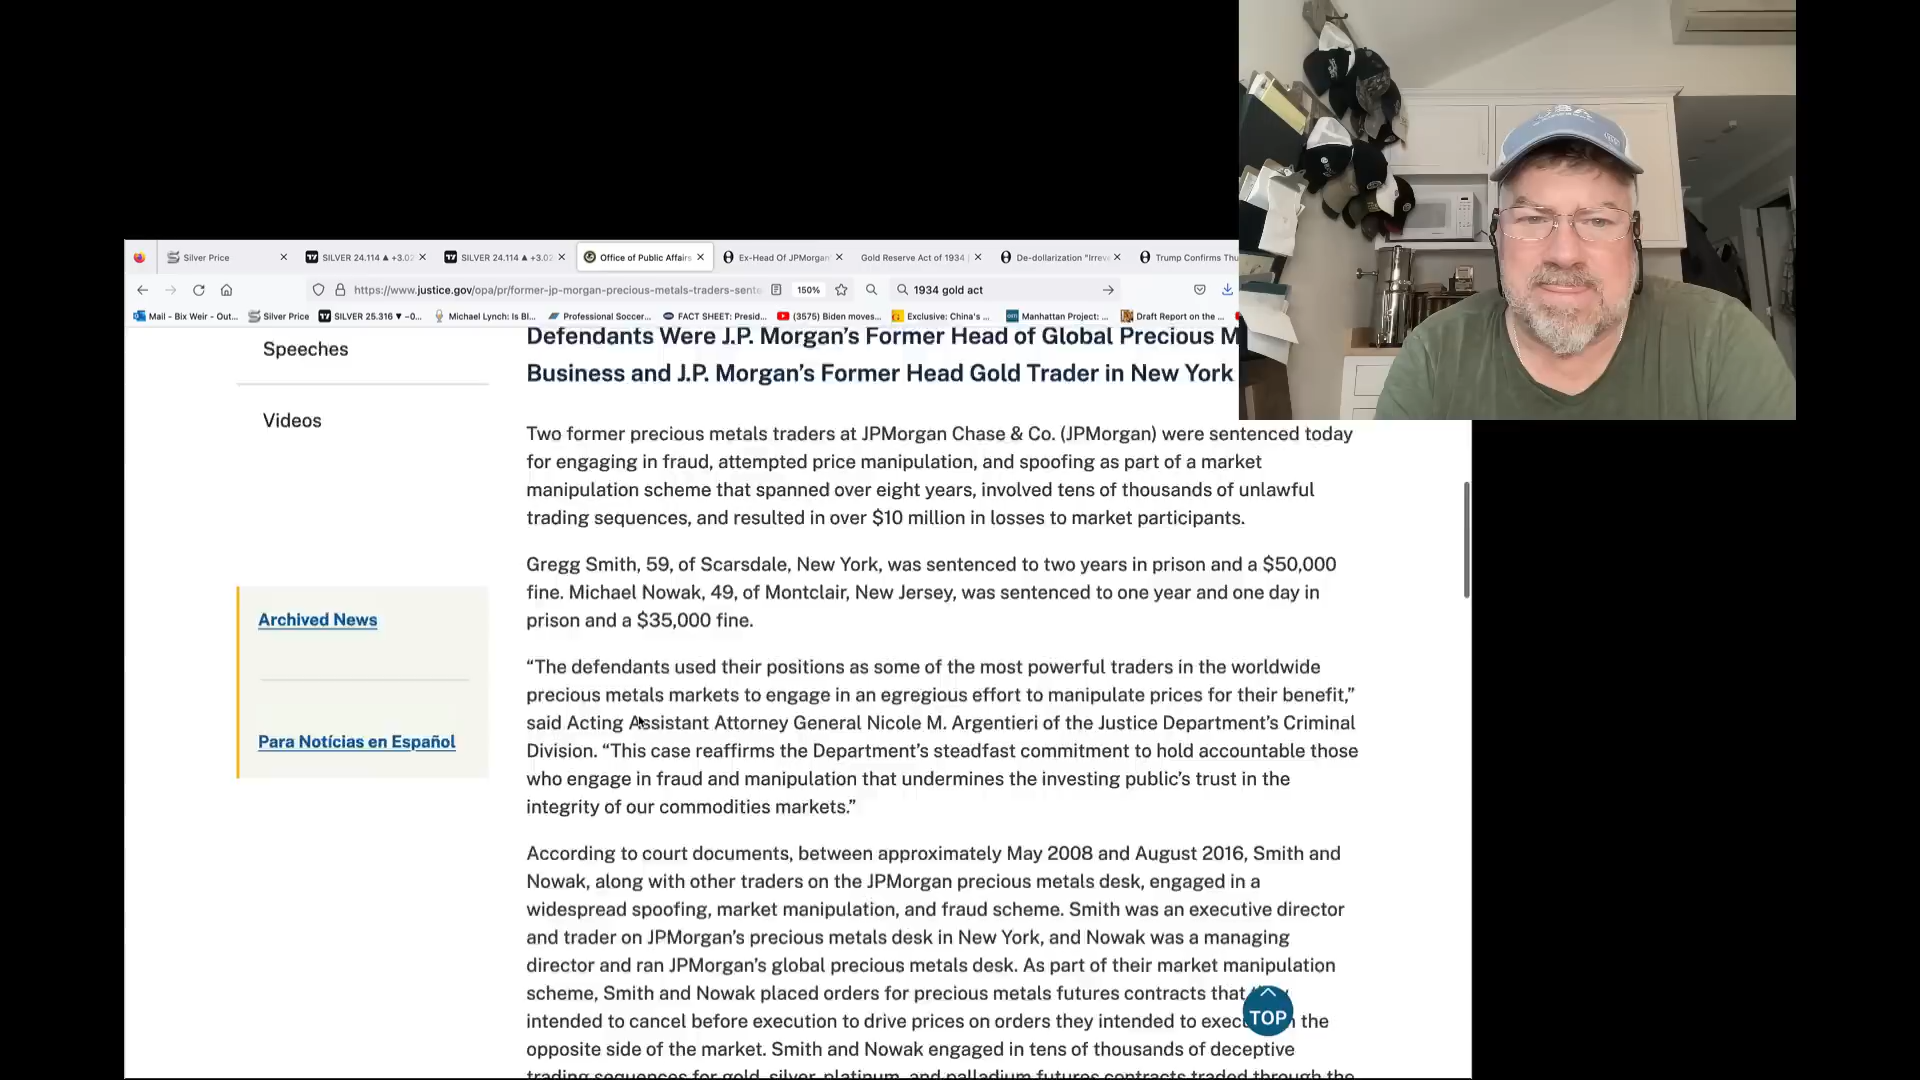 Silver Price
SILVER 24.114 ▲ +3.02
SILVER 24.114 ▲ +3.02
Office of Public Affairs
Ex-Head Of JPMorgan
Gold Reserve Act of 1934
De-dollarization "Irrev
Trump Confirms Thu
https://www.justice.gov/opa/pr/former-jp-morgan-precious-metals-traders-sente
150%
1934 gold act
Mail - Bix Weir - Out...
Silver Price
SILVER 25.316 ▼ −0...
Michael Lynch: Is Bl...
Professional Soccer...
FACT SHEET: Presid...
(3575) Biden moves...
Exclusive: China's ...
Manhattan Project: ...
Draft Report on the ...
Speeches
Videos
Archived News
Para Notícias en Español
Defendants Were J.P. Morgan’s Former Head of Global Precious M
Business and J.P. Morgan’s Former Head Gold Trader in New York
Two former precious metals traders at JPMorgan Chase & Co. (JPMorgan) were sentenced today
for engaging in fraud, attempted price manipulation, and spoofing as part of a market
manipulation scheme that spanned over eight years, involved tens of thousands of unlawful
trading sequences, and resulted in over $10 million in losses to market participants.
Gregg Smith, 59, of Scarsdale, New York, was sentenced to two years in prison and a $50,000
fine. Michael Nowak, 49, of Montclair, New Jersey, was sentenced to one year and one day in
prison and a $35,000 fine.
“The defendants used their positions as some of the most powerful traders in the worldwide
precious metals markets to engage in an egregious effort to manipulate prices for their benefit,”
said Acting Assistant Attorney General Nicole M. Argentieri of the Justice Department’s Criminal
Division. “This case reaffirms the Department’s steadfast commitment to hold accountable those
who engage in fraud and manipulation that undermines the investing public’s trust in the
integrity of our commodities markets.”
According to court documents, between approximately May 2008 and August 2016, Smith and
Nowak, along with other traders on the JPMorgan precious metals desk, engaged in a
widespread spoofing, market manipulation, and fraud scheme. Smith was an executive director
and trader on JPMorgan’s precious metals desk in New York, and Nowak was a managing
director and ran JPMorgan’s global precious metals desk. As part of their market manipulation
scheme, Smith and Nowak placed orders for precious metals futures contracts that
intended to cancel before execution to drive prices on orders they intended to exec the
opposite side of the market. Smith and Nowak engaged in tens of thousands of deceptive
trading sequences for gold, silver, platinum, and palladium futures contracts traded through the
TOP